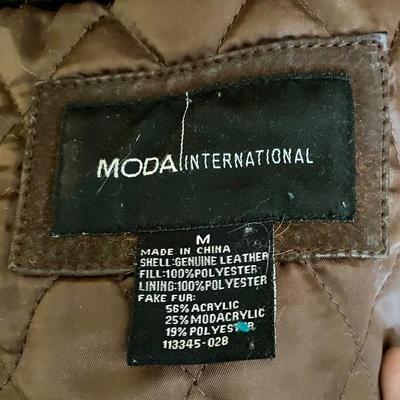 MODA INTERNATIONAL
M
MADE IN CHINA
SHELL:GENUINE LEATHER
FILL:100%POLYESTER
LINING:100%POLYESTER
FAKE FUR:
56% ACRYLIC
25% MODACRYLIC
19% POLYESTER
113345-028